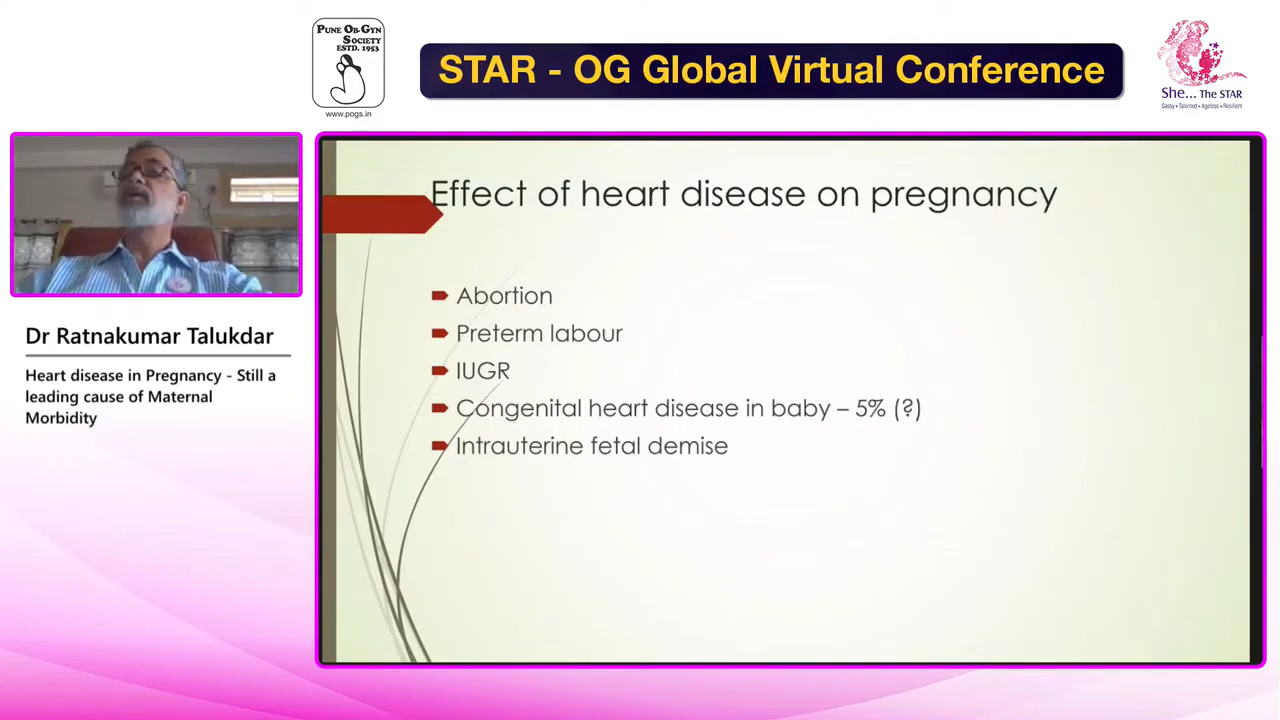 PUNE OB-GYN
SOCIETY
ESTD. 1953
www.pogs.in
STAR - OG Global Virtual Conference
She... The STAR
Sassy • Talented • Ageless • Resilient
Dr Ratnakumar Talukdar
Heart disease in Pregnancy - Still a
leading cause of Maternal
Morbidity
Effect of heart disease on pregnancy
Abortion
Preterm labour
IUGR
Congenital heart disease in baby – 5% (?)
Intrauterine fetal demise